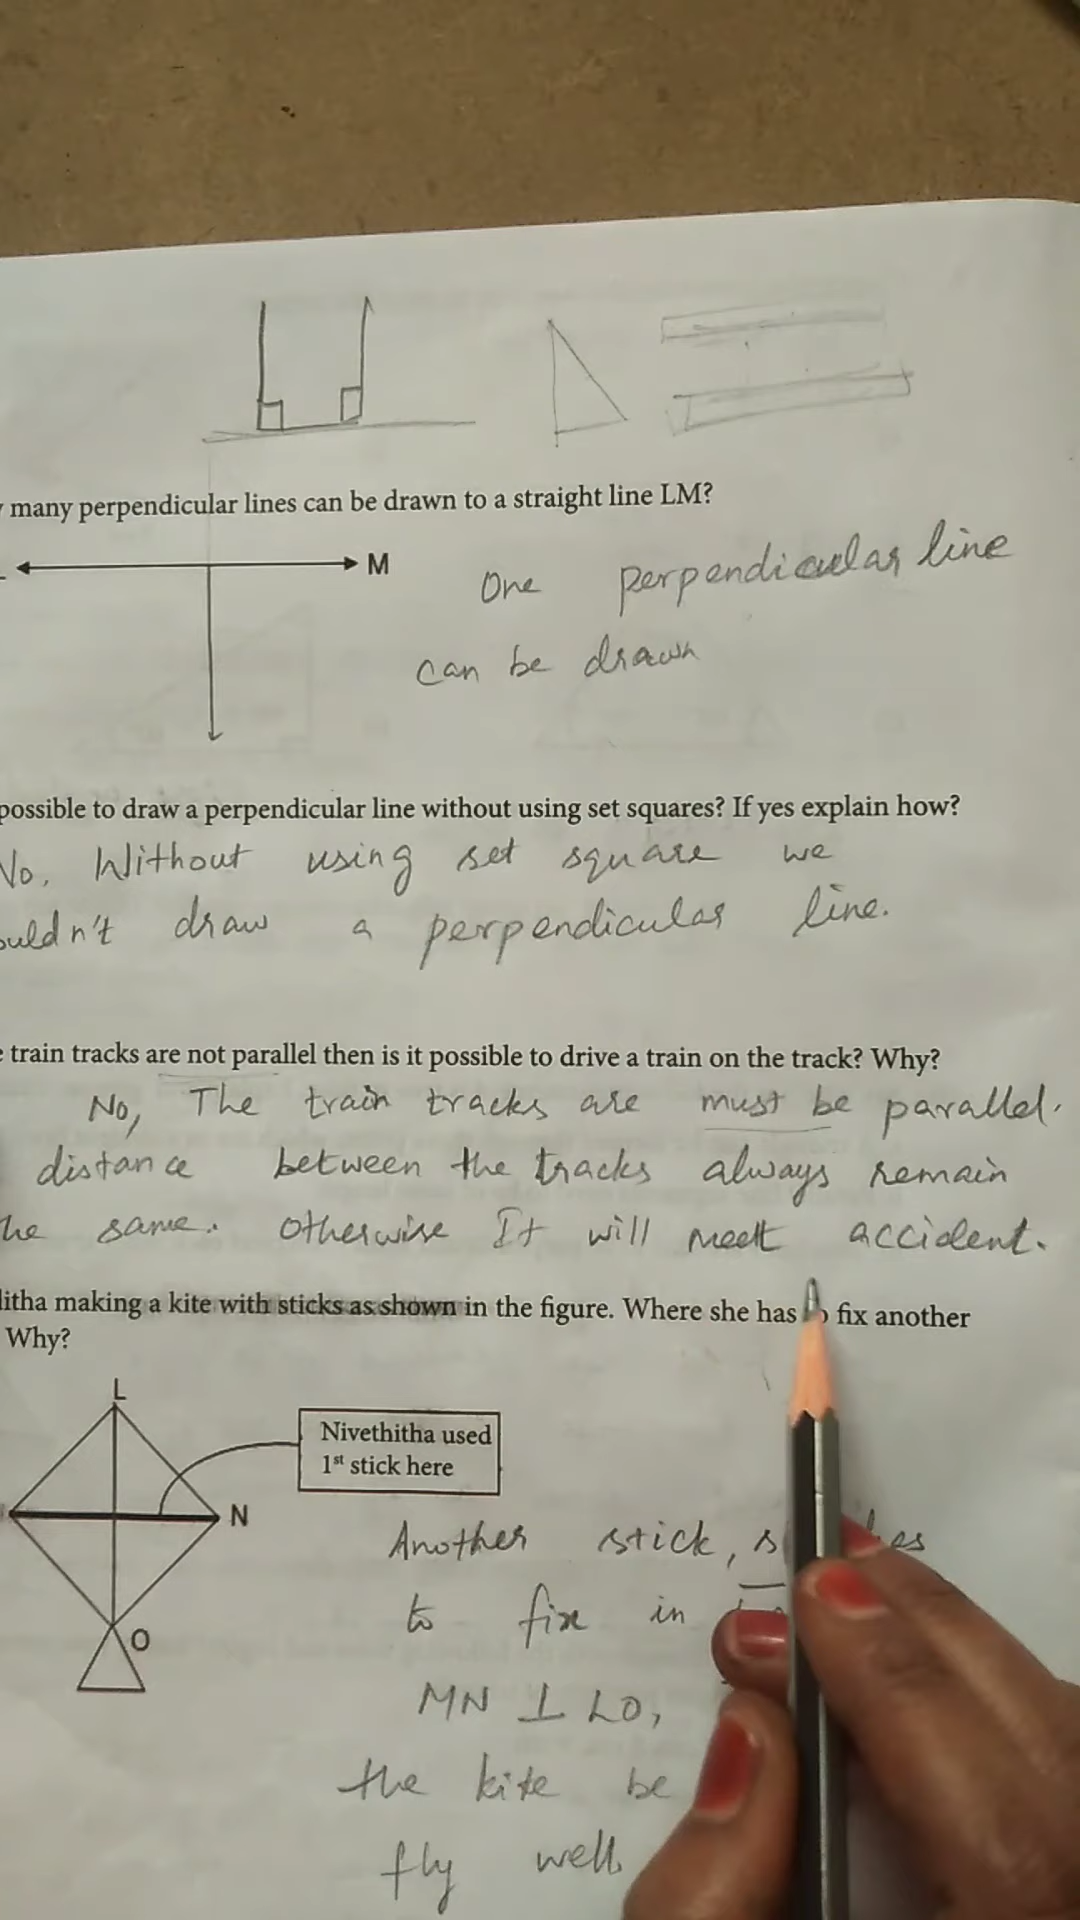 many perpendicular lines can be drawn to a straight line LM?
M
One perpendicular line
can be drawn
possible to draw a perpendicular line without using set squares? If yes explain how?
No. Without using set square we
ouldn't draw a perpendicular line.
train tracks are not parallel then is it possible to drive a train on the track? Why?
No, The train tracks are must be parallel.
distance between the tracks always remain
he same. otherwise It will meet accident.
litha making a kite with sticks as shown in the figure. Where she has fix another
Why?
L
Nivethitha used
1st stick here
N
Another stick,
to fix in
O
MN ⊥ LO,
the kite be
fly well